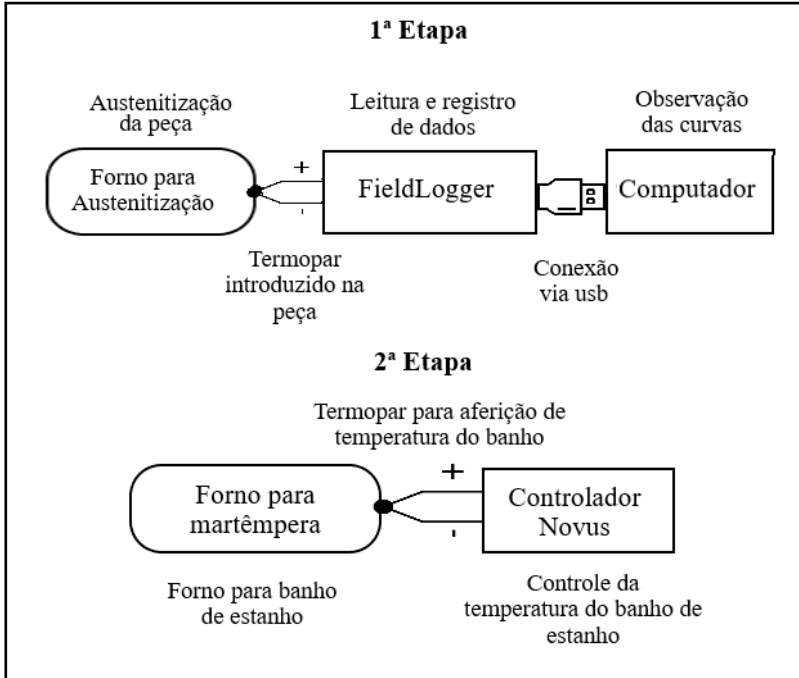 1ª Etapa
Austenitização
da peça
Leitura e registro
de dados
Observação
das curvas
Forno para
Austenitização
+
-
FieldLogger
Computador
Termopar
introduzido na
peça
Conexão
via usb
2ª Etapa
Termopar para aferição de
temperatura do banho
Forno para
martêmpera
+
-
Controlador
Novus
Forno para banho
de estanho
Controle da
temperatura do banho de
estanho